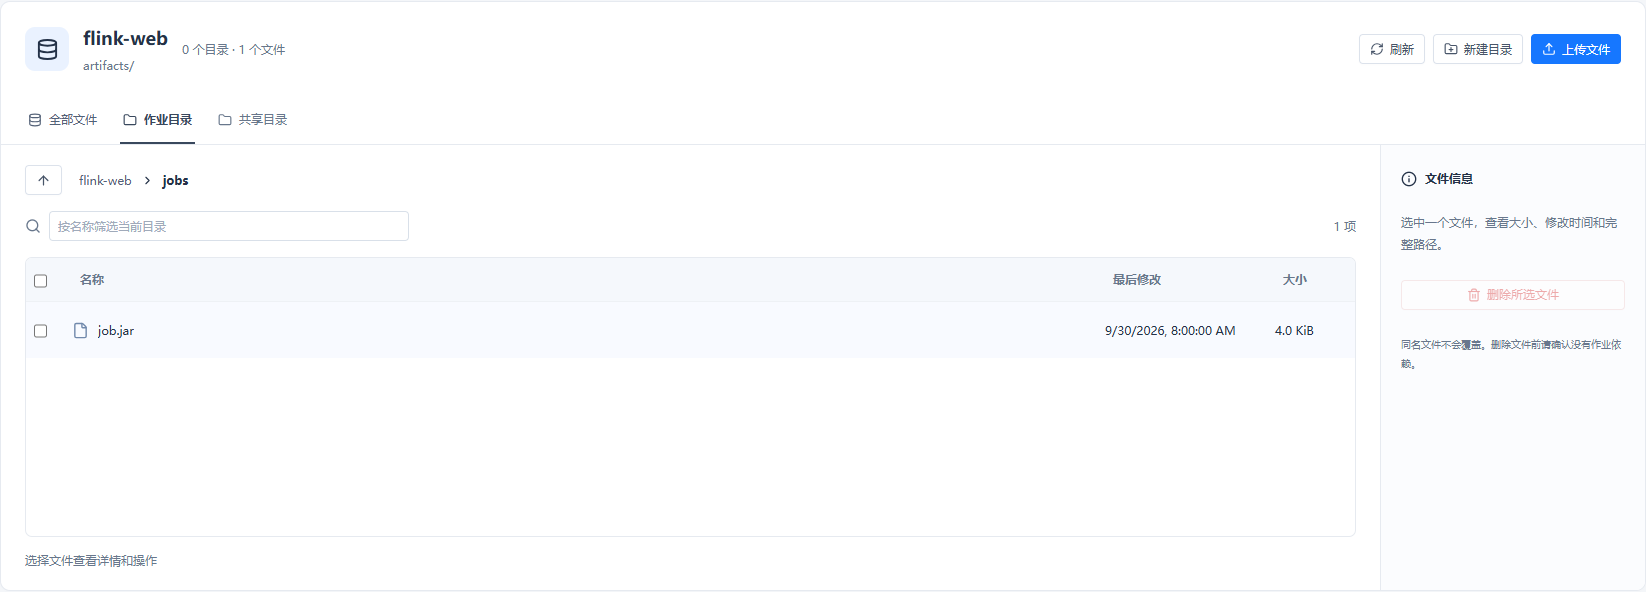 flink-web
0 个目录 · 1 个文件
artifacts/
刷新
新建目录
上传文件
全部文件
作业目录
共享目录
flink-web > jobs
按名称筛选当前目录
1 项
名称 最后修改 大小
job.jar 9/30/2026, 8:00:00 AM 4.0 KiB
选择文件查看详情和操作
文件信息
选中一个文件，查看大小、修改时间和完
整路径。
删除所选文件
同名文件不会覆盖。删除文件前请确认没有作业依
赖。